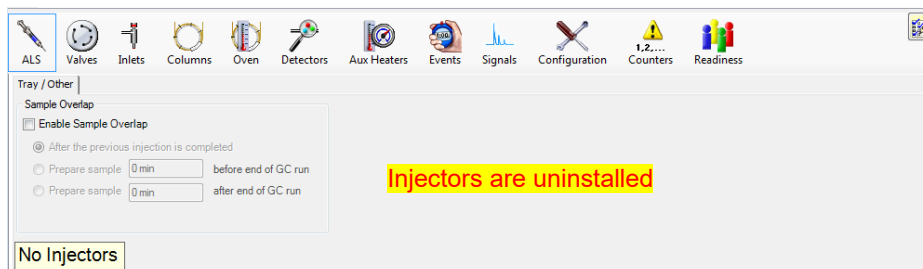 ALS Valves Inlets Columns Oven Detectors Aux Heaters Events Signals Configuration 1,2,... Counters Readiness
Tray / Other
Sample Overlap
Enable Sample Overlap
After the previous injection is completed
Prepare sample 0 min before end of GC run
Prepare sample 0 min after end of GC run
Injectors are uninstalled
No Injectors